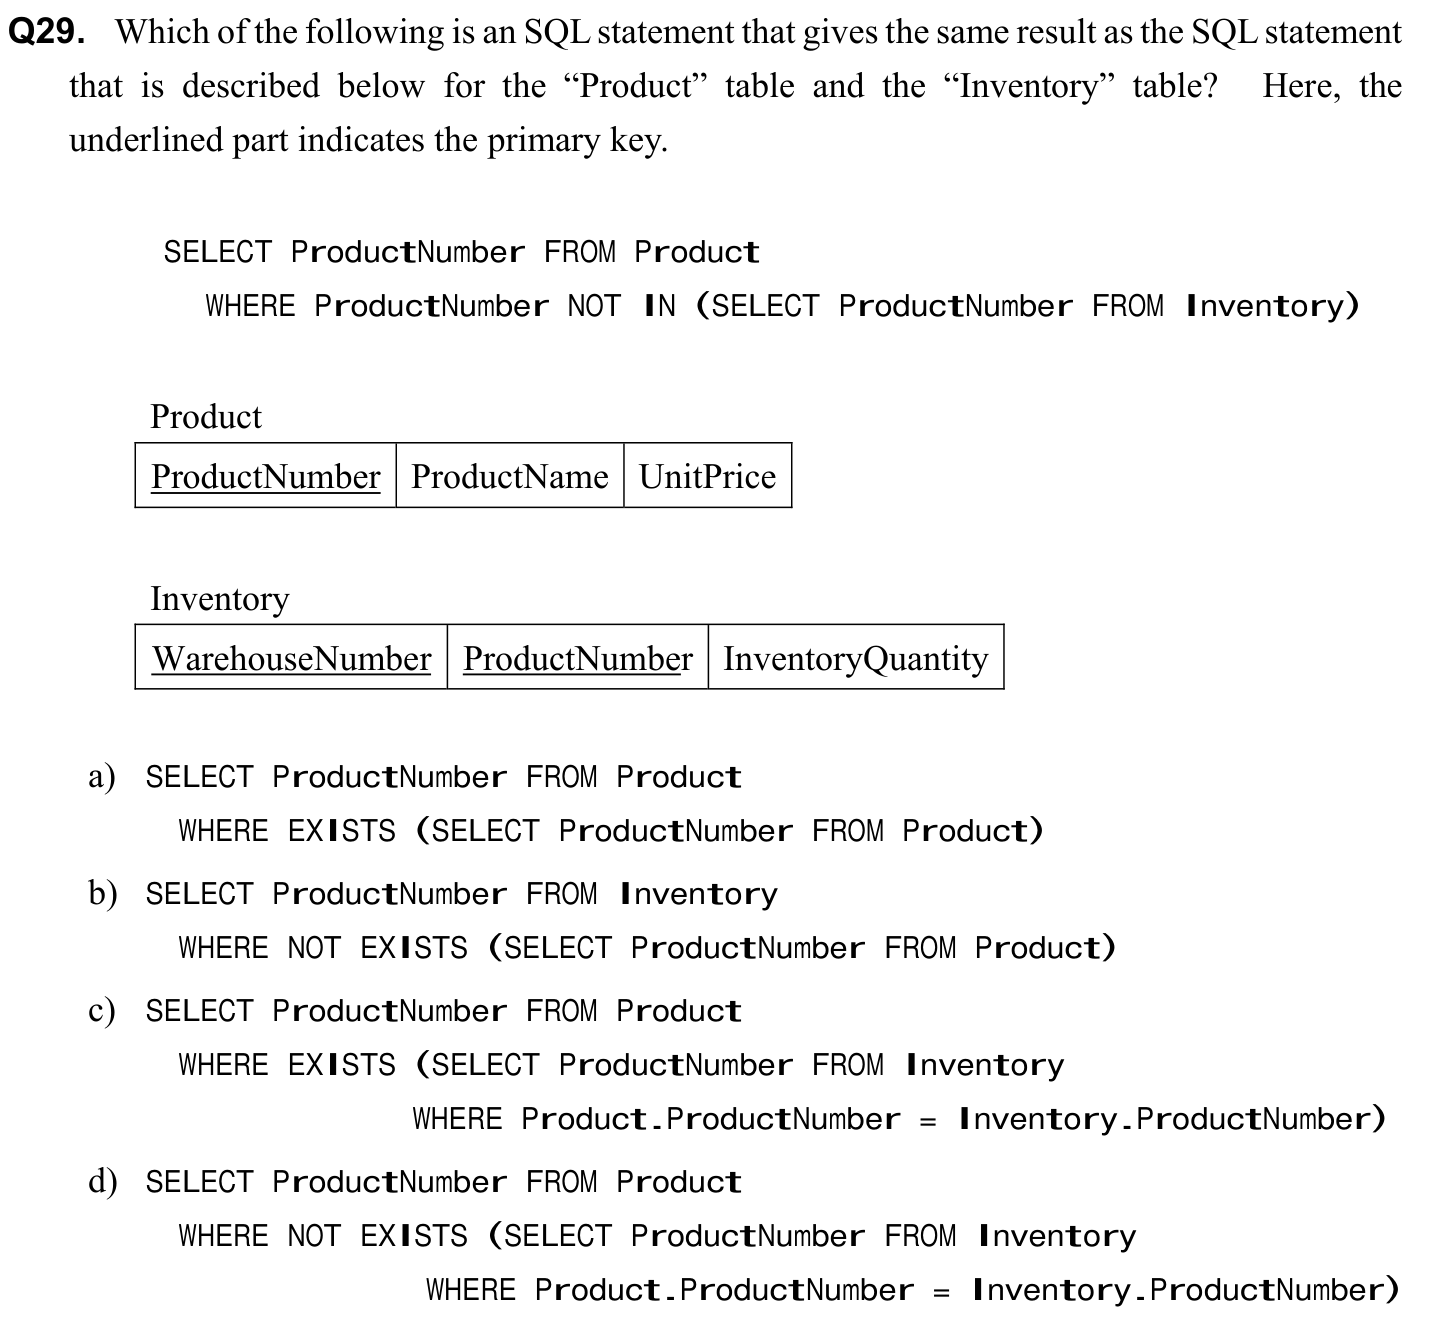 Q29. Which of the following is an SQL statement that gives the same result as the SQL statement
that is described below for the “Product” table and the “Inventory” table? Here, the
underlined part indicates the primary key.
SELECT ProductNumber FROM Product
WHERE ProductNumber NOT IN (SELECT ProductNumber FROM Inventory)
Product
ProductNumber ProductName UnitPrice
Inventory
WarehouseNumber ProductNumber InventoryQuantity
a) SELECT ProductNumber FROM Product
WHERE EXISTS (SELECT ProductNumber FROM Product)
b) SELECT ProductNumber FROM Inventory
WHERE NOT EXISTS (SELECT ProductNumber FROM Product)
c) SELECT ProductNumber FROM Product
WHERE EXISTS (SELECT ProductNumber FROM Inventory
WHERE Product.ProductNumber = Inventory.ProductNumber)
d) SELECT ProductNumber FROM Product
WHERE NOT EXISTS (SELECT ProductNumber FROM Inventory
WHERE Product.ProductNumber = Inventory.ProductNumber)